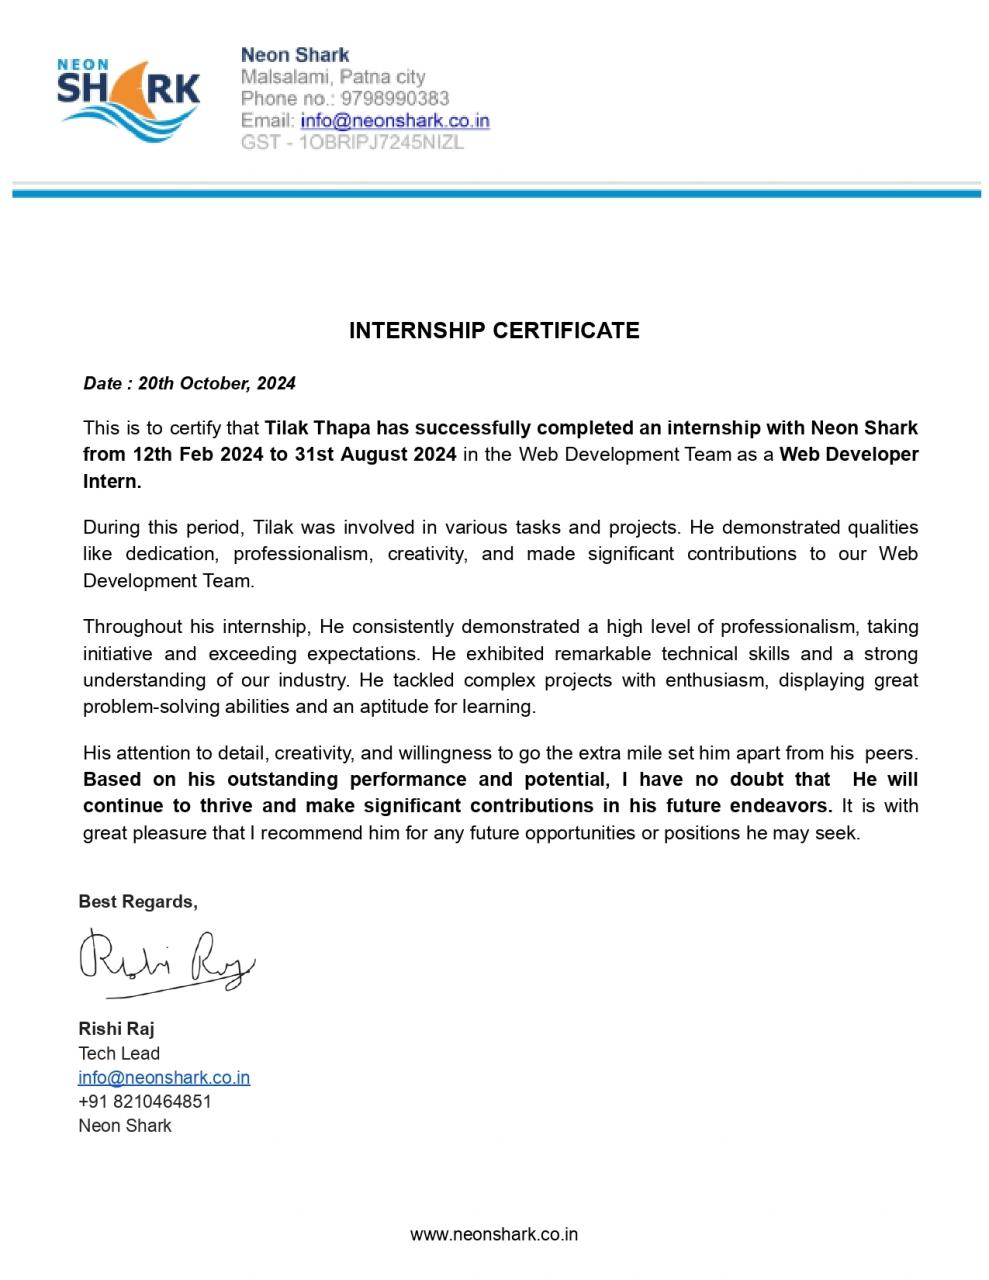 NEON
SHARK
Neon Shark
Malsalami, Patna city
Phone no.: 9798990383
Email: info@neonshark.co.in
GST - 1OBRIPJ7245NIZL
INTERNSHIP CERTIFICATE
Date : 20th October, 2024
This is to certify that Tilak Thapa has successfully completed an internship with Neon Shark
from 12th Feb 2024 to 31st August 2024 in the Web Development Team as a Web Developer
Intern.
During this period, Tilak was involved in various tasks and projects. He demonstrated qualities
like dedication, professionalism, creativity, and made significant contributions to our Web
Development Team.
Throughout his internship, He consistently demonstrated a high level of professionalism, taking
initiative and exceeding expectations. He exhibited remarkable technical skills and a strong
understanding of our industry. He tackled complex projects with enthusiasm, displaying great
problem-solving abilities and an aptitude for learning.
His attention to detail, creativity, and willingness to go the extra mile set him apart from his  peers.
Based on his outstanding performance and potential, I have no doubt that  He will
continue to thrive and make significant contributions in his future endeavors. It is with
great pleasure that I recommend him for any future opportunities or positions he may seek.
Best Regards,
Rishi Raj
Rishi Raj
Tech Lead
info@neonshark.co.in
+91 8210464851
Neon Shark
www.neonshark.co.in